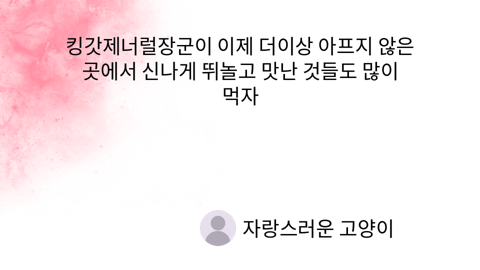 킹갓제너럴장군이 이제 더이상 아프지 않은
곳에서 신나게 뛰놀고 맛난 것들도 많이
먹자
자랑스러운 고양이